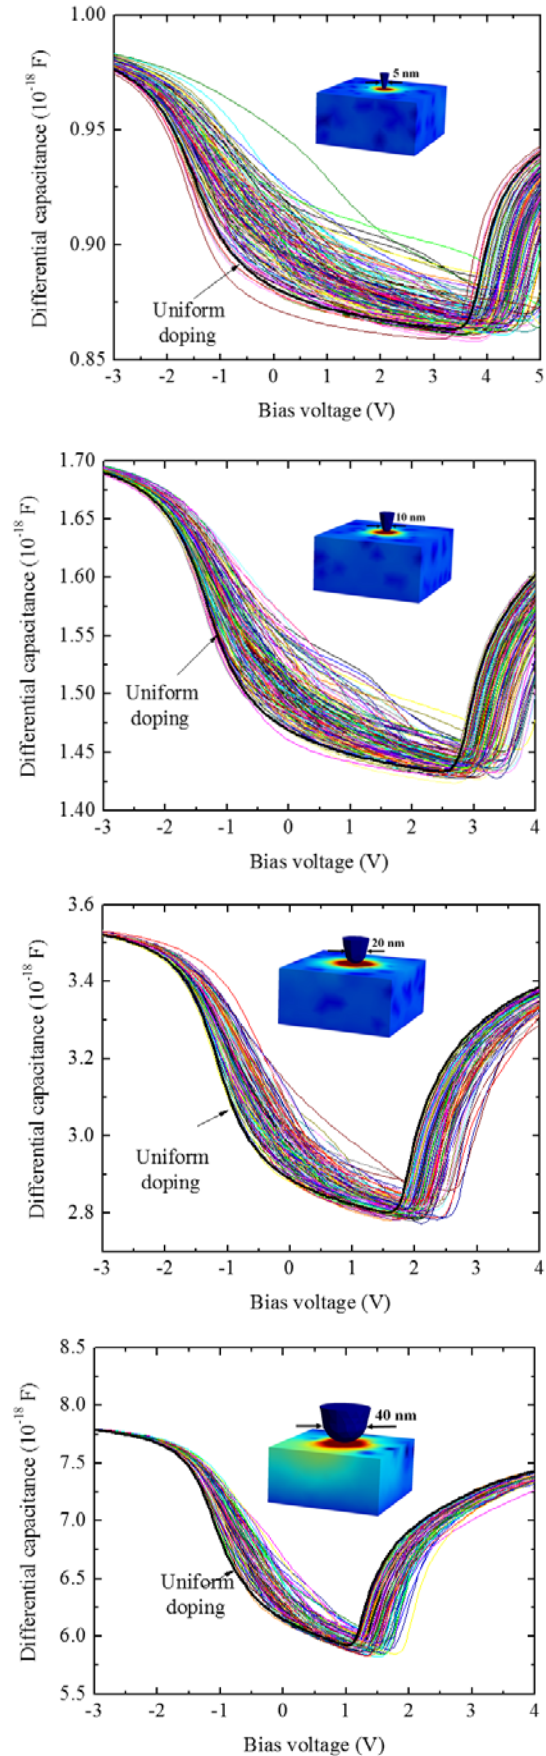 1.00
0.95
0.90
0.85
Differential capacitance (10⁻¹⁸ F)
5 nm
Uniform
doping
-3 -2 -1 0 1 2 3 4 5
Bias voltage (V)
1.70
1.65
1.60
1.55
1.50
1.45
1.40
Differential capacitance (10⁻¹⁸ F)
10 nm
Uniform
doping
-3 -2 -1 0 1 2 3 4
Bias voltage (V)
3.6
3.4
3.2
3.0
2.8
Differential capacitance (10⁻¹⁸ F)
20 nm
Uniform
doping
-3 -2 -1 0 1 2 3 4
Bias voltage (V)
8.5
8.0
7.5
7.0
6.5
6.0
5.5
Differential capacitance (10⁻¹⁸ F)
40 nm
Uniform
doping
-3 -2 -1 0 1 2 3 4
Bias voltage (V)